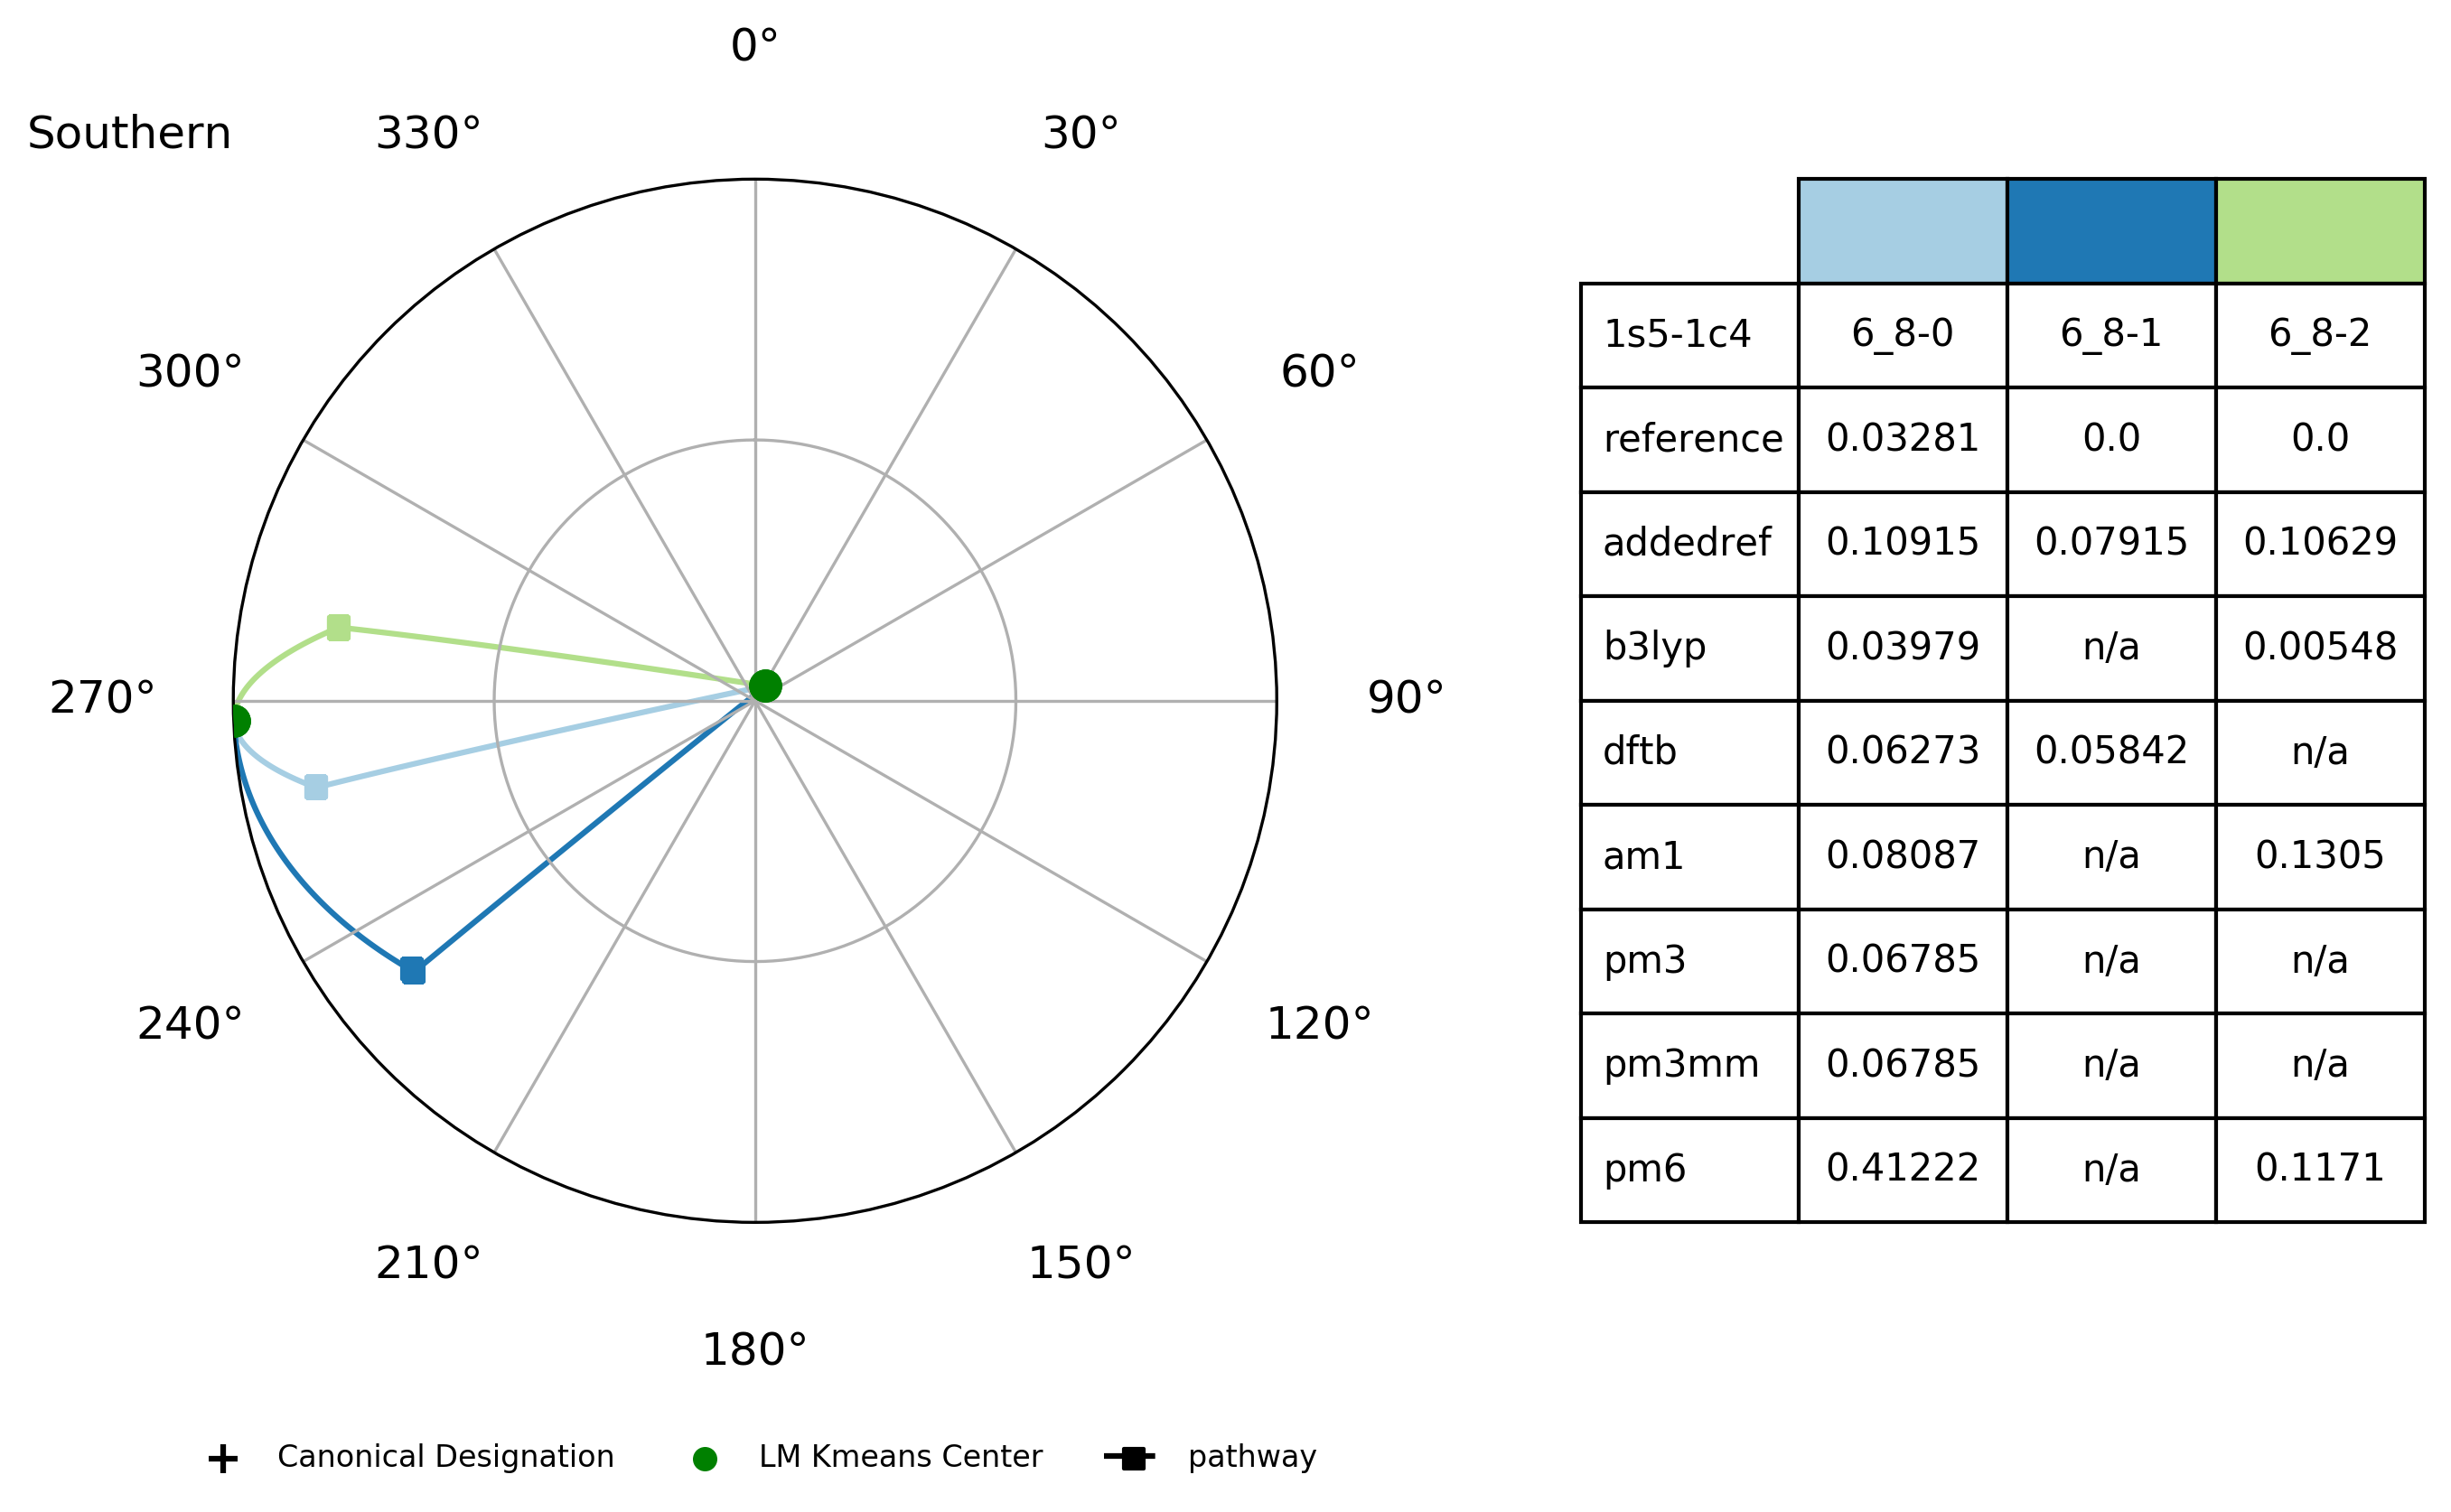 0°
Southern
330°
30°
300°
60°
270°
90°
240°
120°
210°
150°
180°
Canonical Designation
LM Kmeans Center
pathway
1s5-1c4 6_8-0 6_8-1 6_8-2
reference 0.03281 0.0 0.0
addedref 0.10915 0.07915 0.10629
b3lyp 0.03979 n/a 0.00548
dftb 0.06273 0.05842 n/a
am1 0.08087 n/a 0.1305
pm3 0.06785 n/a n/a
pm3mm 0.06785 n/a n/a
pm6 0.41222 n/a 0.1171